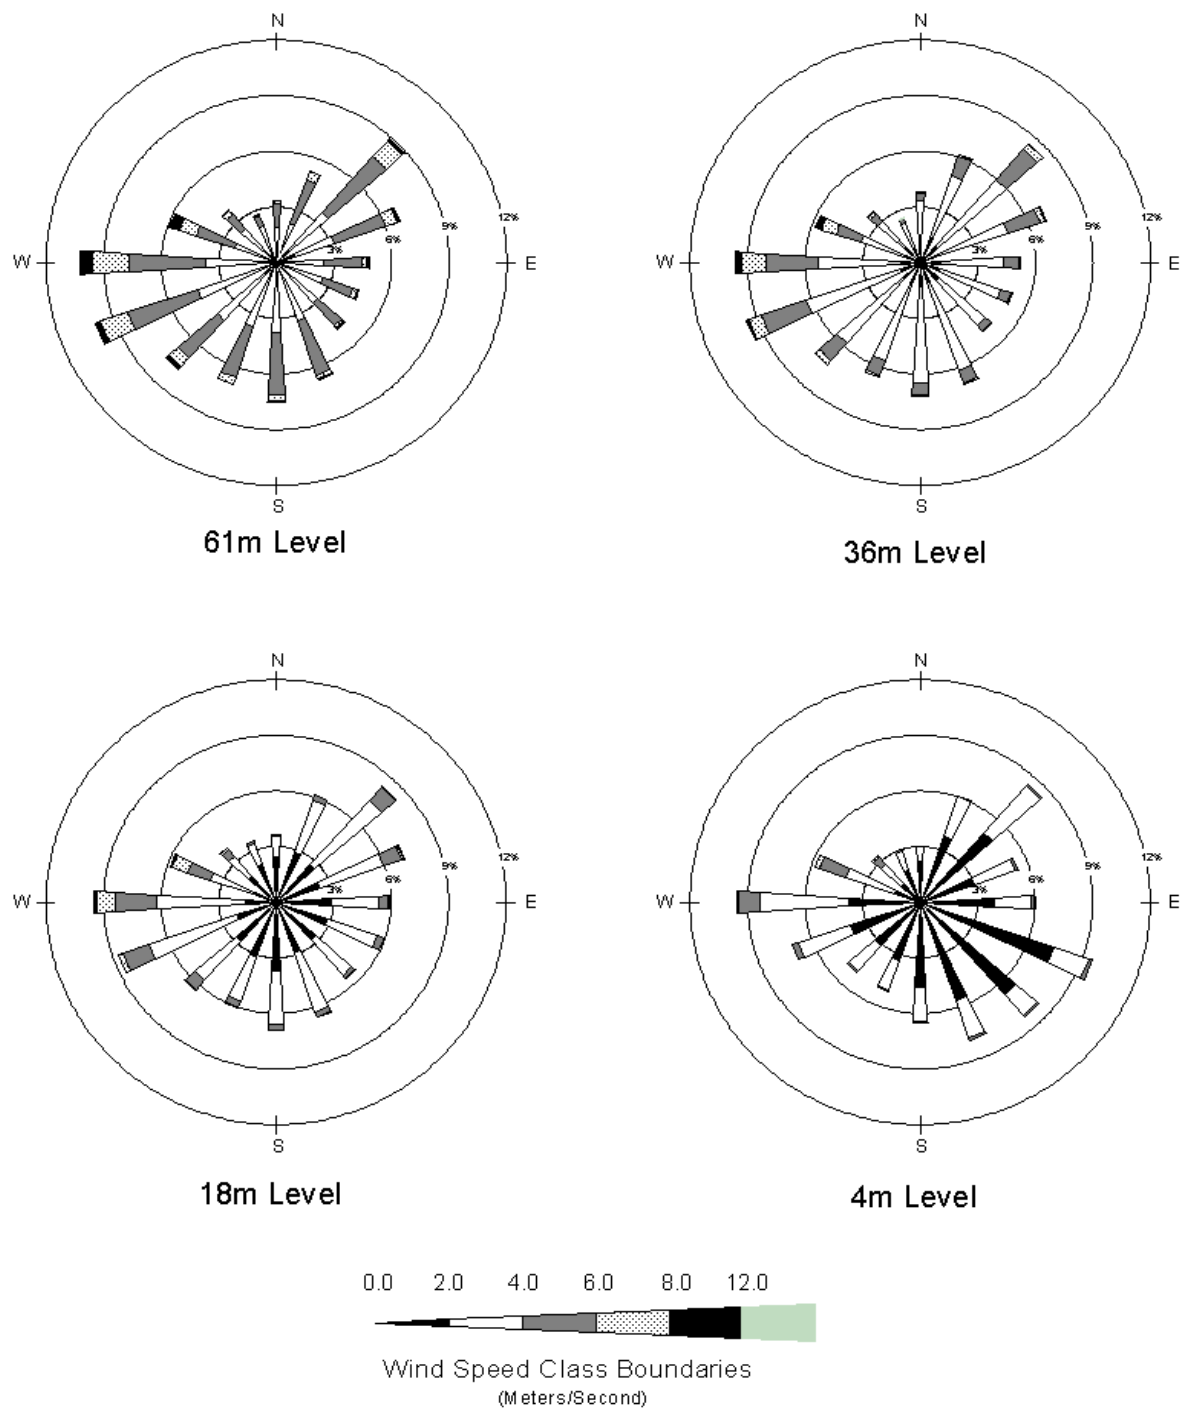 N N
12% 12%
9% 9%
6% 6%
3% 3%
W E W E
S S
61m Level 36m Level
N N
12% 12%
9% 9%
6% 6%
3% 3%
W E W E
S S
18m Level 4m Level
0.0 2.0 4.0 6.0 8.0 12.0
Wind Speed Class Boundaries
(Meters/Second)